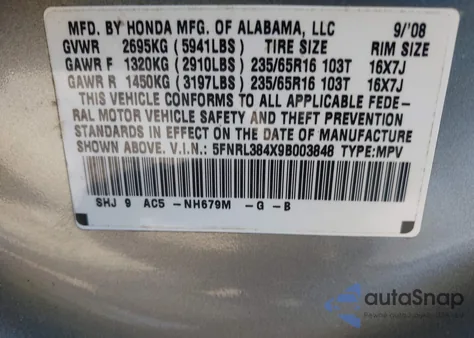 MFD. BY HONDA MFG. OF ALABAMA, LLC 9/'08
GVWR 2695KG (5941LBS) TIRE SIZE RIM SIZE
GAWR F 1320KG (2910LBS) 235/65R16 103T 16X7J
GAWR R 1450KG (3197LBS) 235/65R16 103T 16X7J
THIS VEHICLE CONFORMS TO ALL APPLICABLE FEDE-
RAL MOTOR VEHICLE SAFETY AND THEFT PREVENTION
STANDARDS IN EFFECT ON THE DATE OF MANUFACTURE
SHOWN ABOVE. V.I.N.: 5FNRL384X9B003848 TYPE:MPV
SHJ 9 AC5 -NH679M -G -B
autoSnap